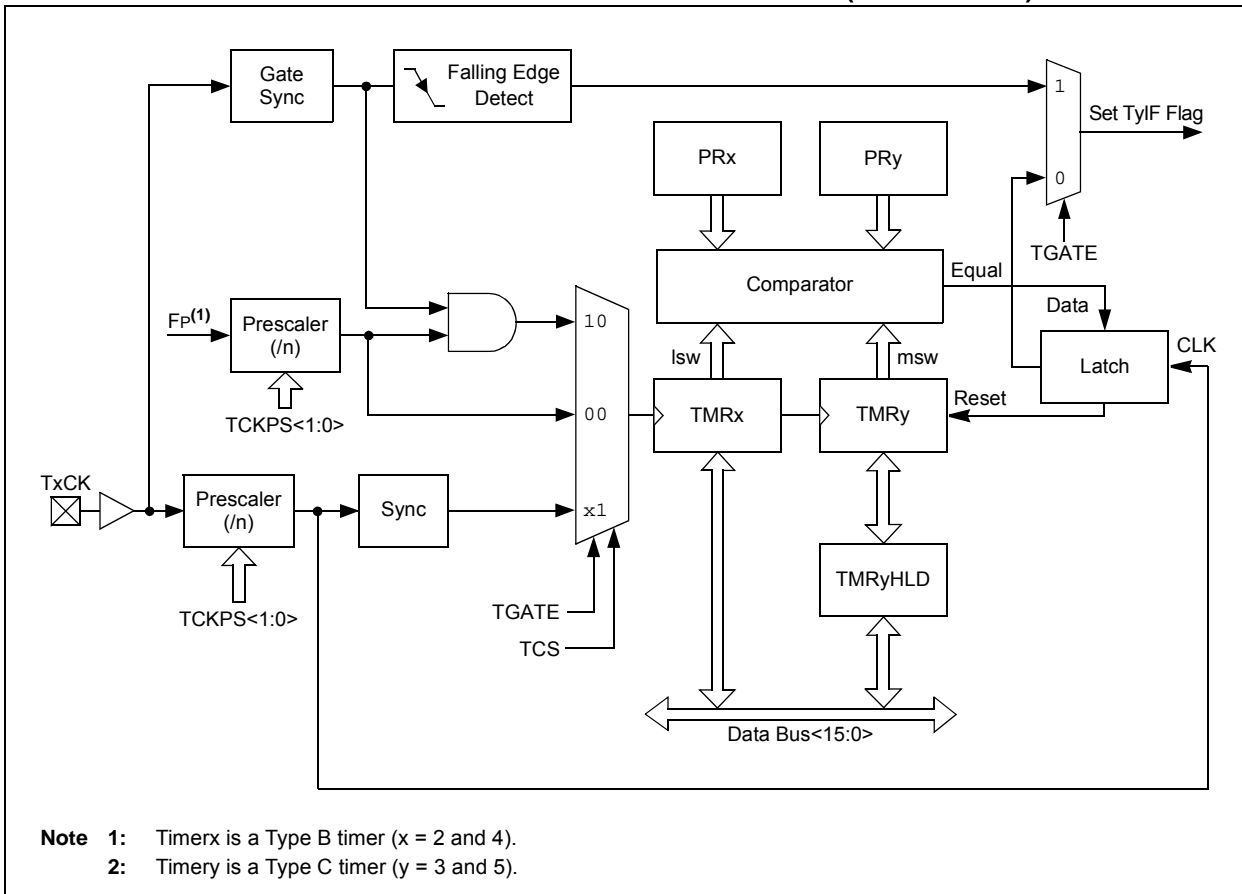 Gate
Sync
Falling Edge
Detect
1
Set TyIF Flag
PRx
PRy
0
TGATE
Comparator
Equal
Data
FP(1)
Prescaler
(/n)
10
lsw
msw
Latch
CLK
TCKPS<1:0>
00
TMRx
TMRy
Reset
TxCK
Prescaler
(/n)
Sync
x1
TCKPS<1:0>
TGATE
TCS
TMRyHLD
Data Bus<15:0>
Note 1: Timerx is a Type B timer (x = 2 and 4).
2: Timery is a Type C timer (y = 3 and 5).